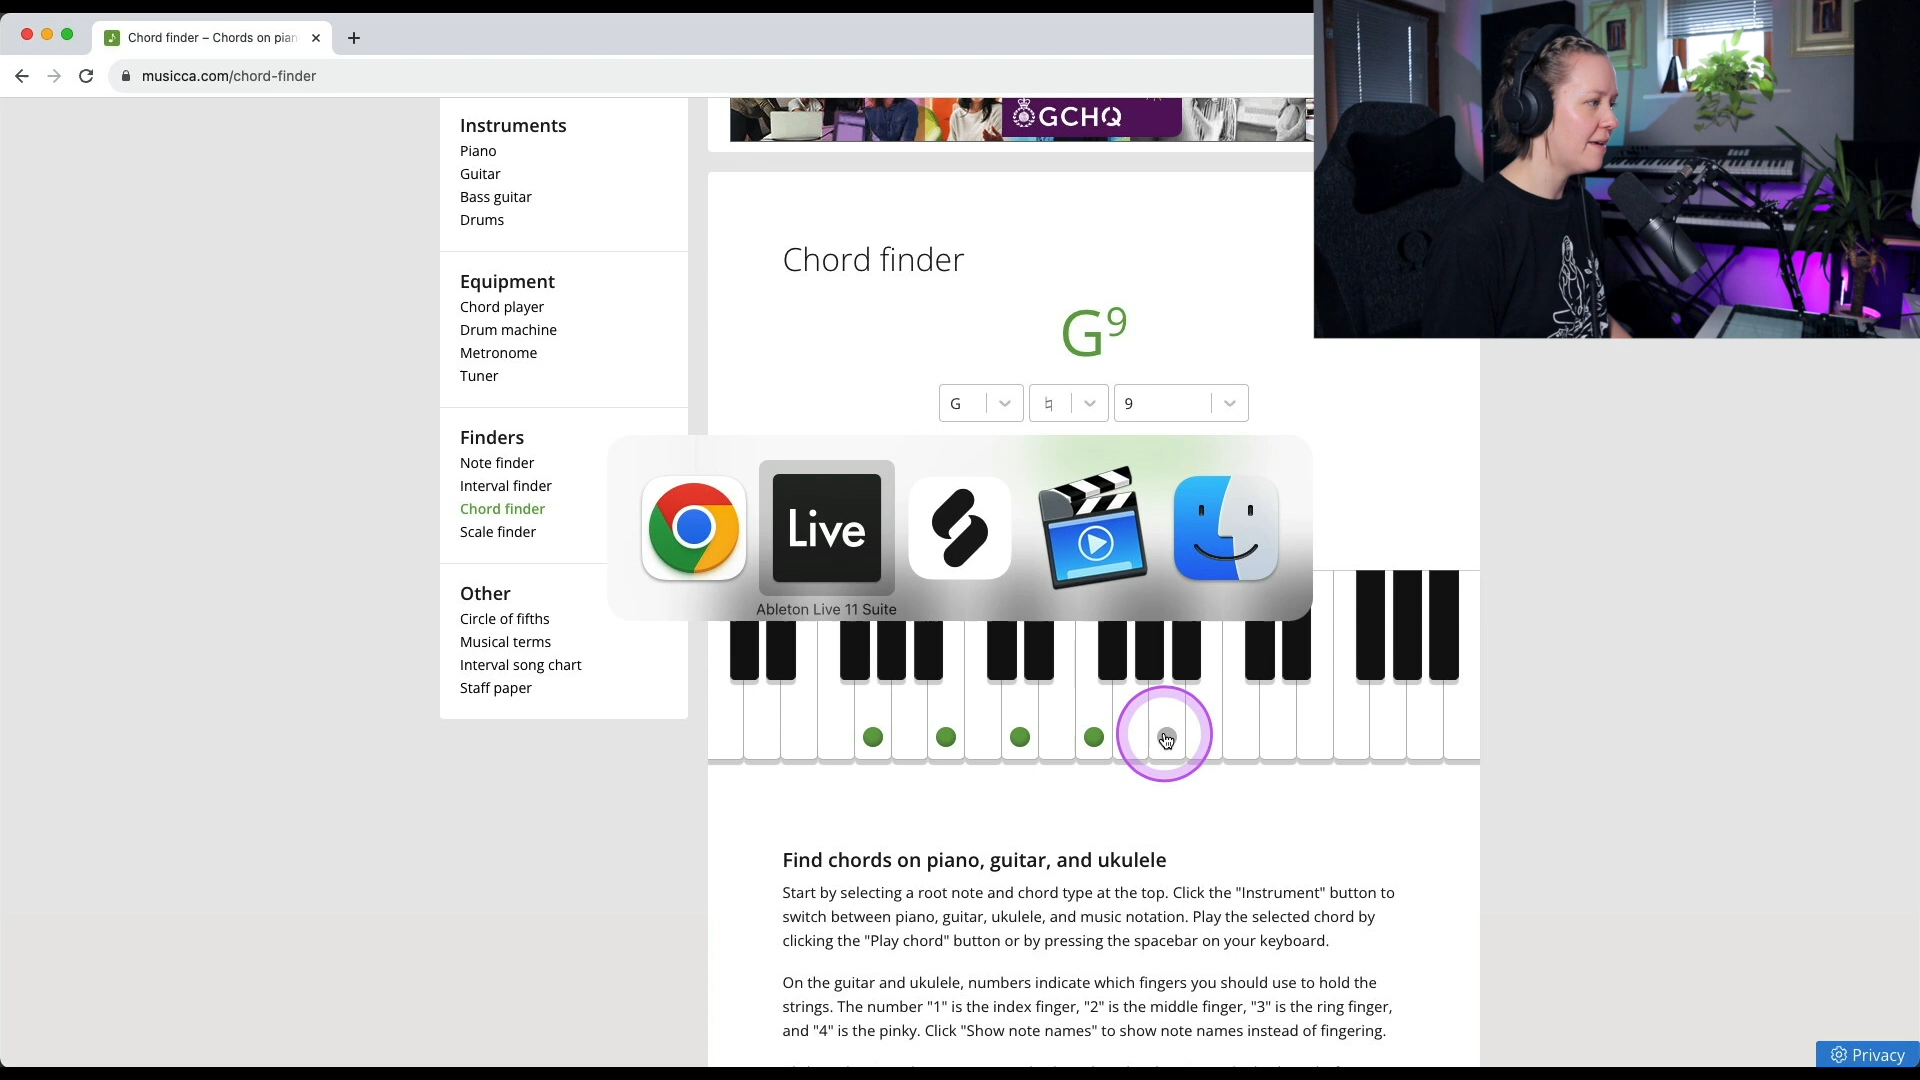 Chord finder – Chords on pian
musicca.com/chord-finder
GCHQ
Instruments
Piano
Guitar
Bass guitar
Drums
Equipment
Chord player
Drum machine
Metronome
Tuner
Finders
Note finder
Interval finder
Chord finder
Scale finder
Other
Circle of fifths
Musical terms
Interval song chart
Staff paper
Chord finder
G9
G ♮ 9
Live
Ableton Live 11 Suite
Find chords on piano, guitar, and ukulele
Start by selecting a root note and chord type at the top. Click the "Instrument" button to
switch between piano, guitar, ukulele, and music notation. Play the selected chord by
clicking the "Play chord" button or by pressing the spacebar on your keyboard.
On the guitar and ukulele, numbers indicate which fingers you should use to hold the
strings. The number "1" is the index finger, "2" is the middle finger, "3" is the ring finger,
and "4" is the pinky. Click "Show note names" to show note names instead of fingering.
Privacy